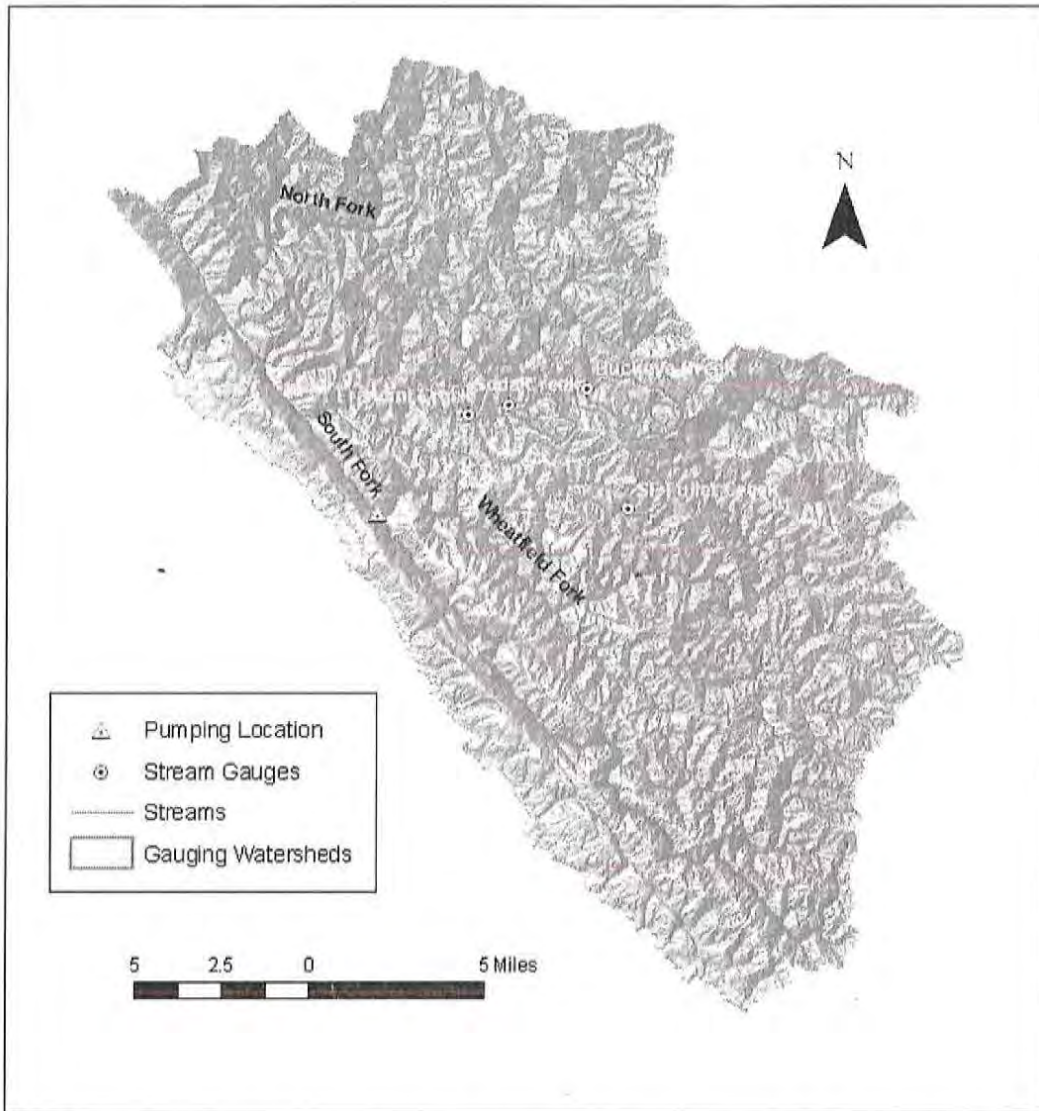 N
North Fork
Buckeye Creek
Creek
South Fork
Wheatfield Fork
Pumping Location
Stream Gauges
Streams
Gauging Watersheds
5 2.5 0 5 Miles